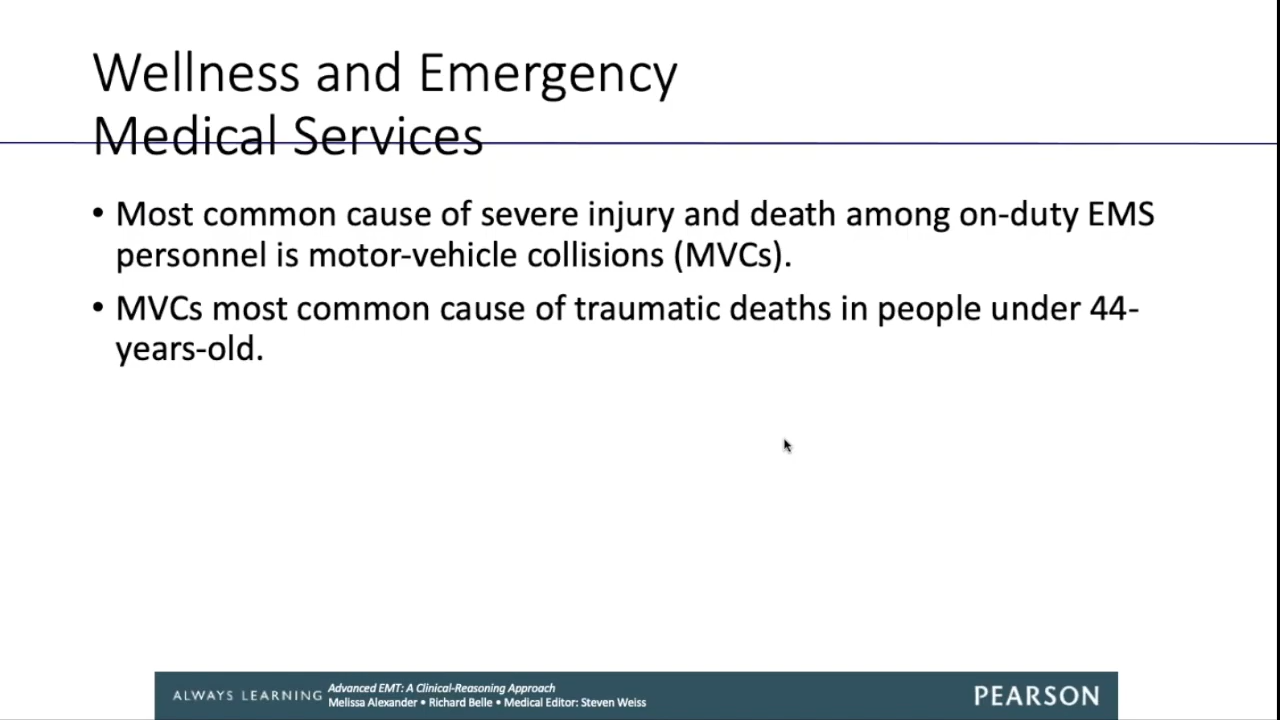 Wellness and Emergency
Medical Services
• Most common cause of severe injury and death among on-duty EMS
personnel is motor-vehicle collisions (MVCs).
• MVCs most common cause of traumatic deaths in people under 44-
years-old.
ALWAYS LEARNING
Advanced EMT: A Clinical-Reasoning Approach
Melissa Alexander • Richard Belle • Medical Editor: Steven Weiss
PEARSON